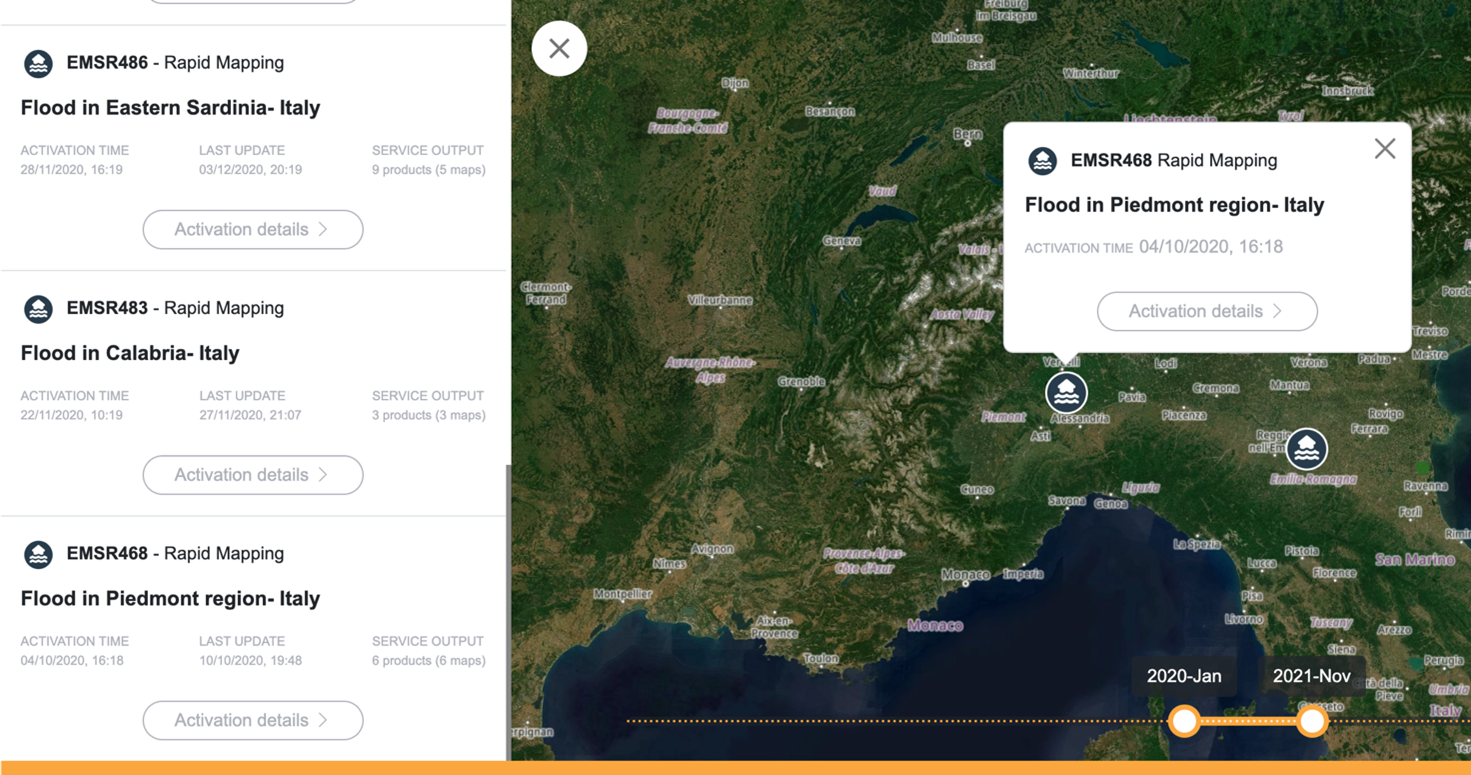 EMSR486 - Rapid Mapping
Flood in Eastern Sardinia- Italy
ACTIVATION TIME LAST UPDATE SERVICE OUTPUT
28/11/2020, 16:19 03/12/2020, 20:19 9 products (5 maps)
Activation details
EMSR483 - Rapid Mapping
Flood in Calabria- Italy
ACTIVATION TIME LAST UPDATE SERVICE OUTPUT
22/11/2020, 10:19 27/11/2020, 21:07 3 products (3 maps)
Activation details
EMSR468 - Rapid Mapping
Flood in Piedmont region- Italy
ACTIVATION TIME LAST UPDATE SERVICE OUTPUT
04/10/2020, 16:18 10/10/2020, 19:48 6 products (6 maps)
Activation details
Freiburg
im Breisgau
Mulhouse
Basel
Winterthur
Dijon
Innsbruck
Besançon
Bourgogne-
Franche-Comté
Liechtenstein
Tyrol
Bern
EMSR468 Rapid Mapping
Flood in Piedmont region- Italy
ACTIVATION TIME 04/10/2020, 16:18
Activation details
Vaud
Geneva
Valais -
Clermont-
Ferrand
Villeurbanne
Aosta Valley
Treviso
Mestre
Padua
Verona
Lodi
Auvergne-Rhône-
Alpes
Grenoble
Pavia
Cremona
Mantua
Piacenza
Rovigo
Ferrara
Piemont
Alessandria
Asti
Reggio
nell'Em
Emilia-Romagna
Ravenna
Forlì
Cuneo
Liguria
Savona
Genoa
La Spezia
Pistoia
Lucca
Florence
San Marino
Avignon
Nîmes
Provence-Alpes-
Côte d'Azur
Monaco
Imperia
Montpellier
Pisa
Livorno
Aix-en-
Provence
Monaco
Tuscany
Arezzo
Siena
Toulon
Perugia
2020-Jan 2021-Nov
Umbria
Italy